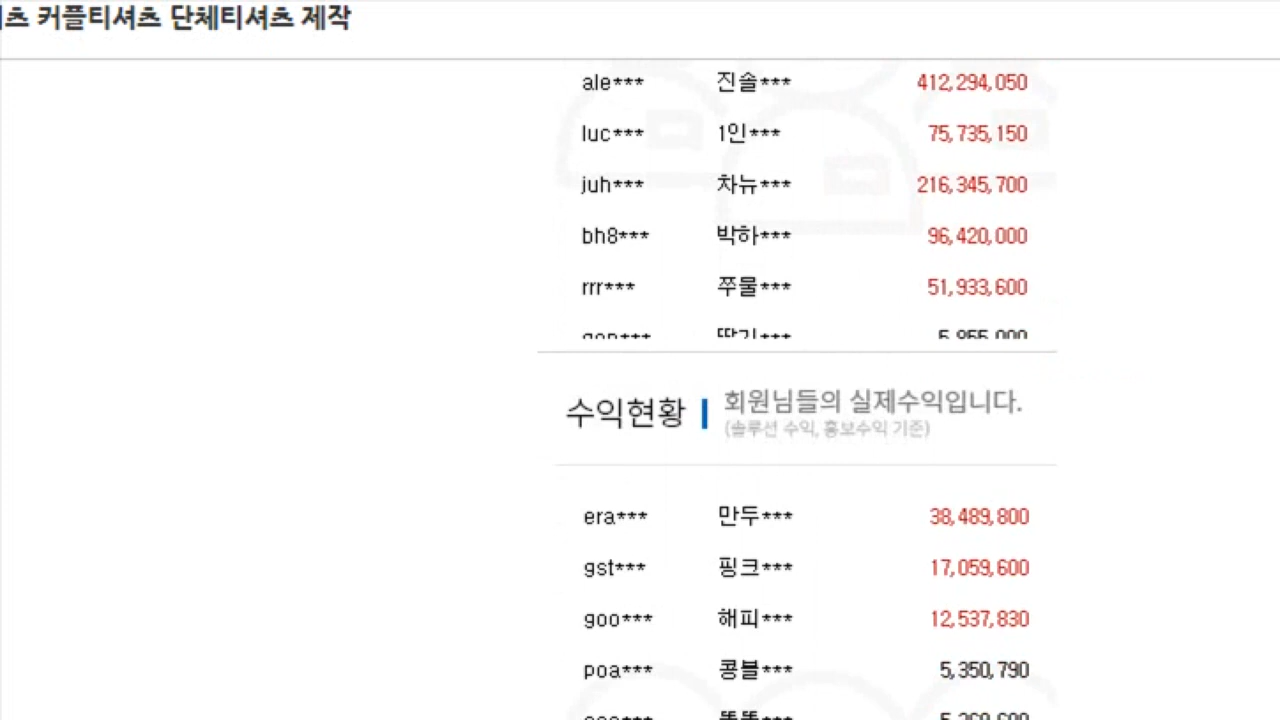 커플티셔츠 단체티셔츠 제작
ale*** 진솔*** 412,294,050
luc*** 1인*** 75,735,150
juh*** 차뉴*** 216,345,700
bh8*** 박하*** 96,420,000
rrr*** 쭈물*** 51,933,600
수익현황 회원님들의 실제수익입니다.
(솔루션 수익, 홍보수익 기준)
era*** 만두*** 38,489,800
gst*** 핑크*** 17,059,600
goo*** 해피*** 12,537,830
poa*** 콩블*** 5,350,790